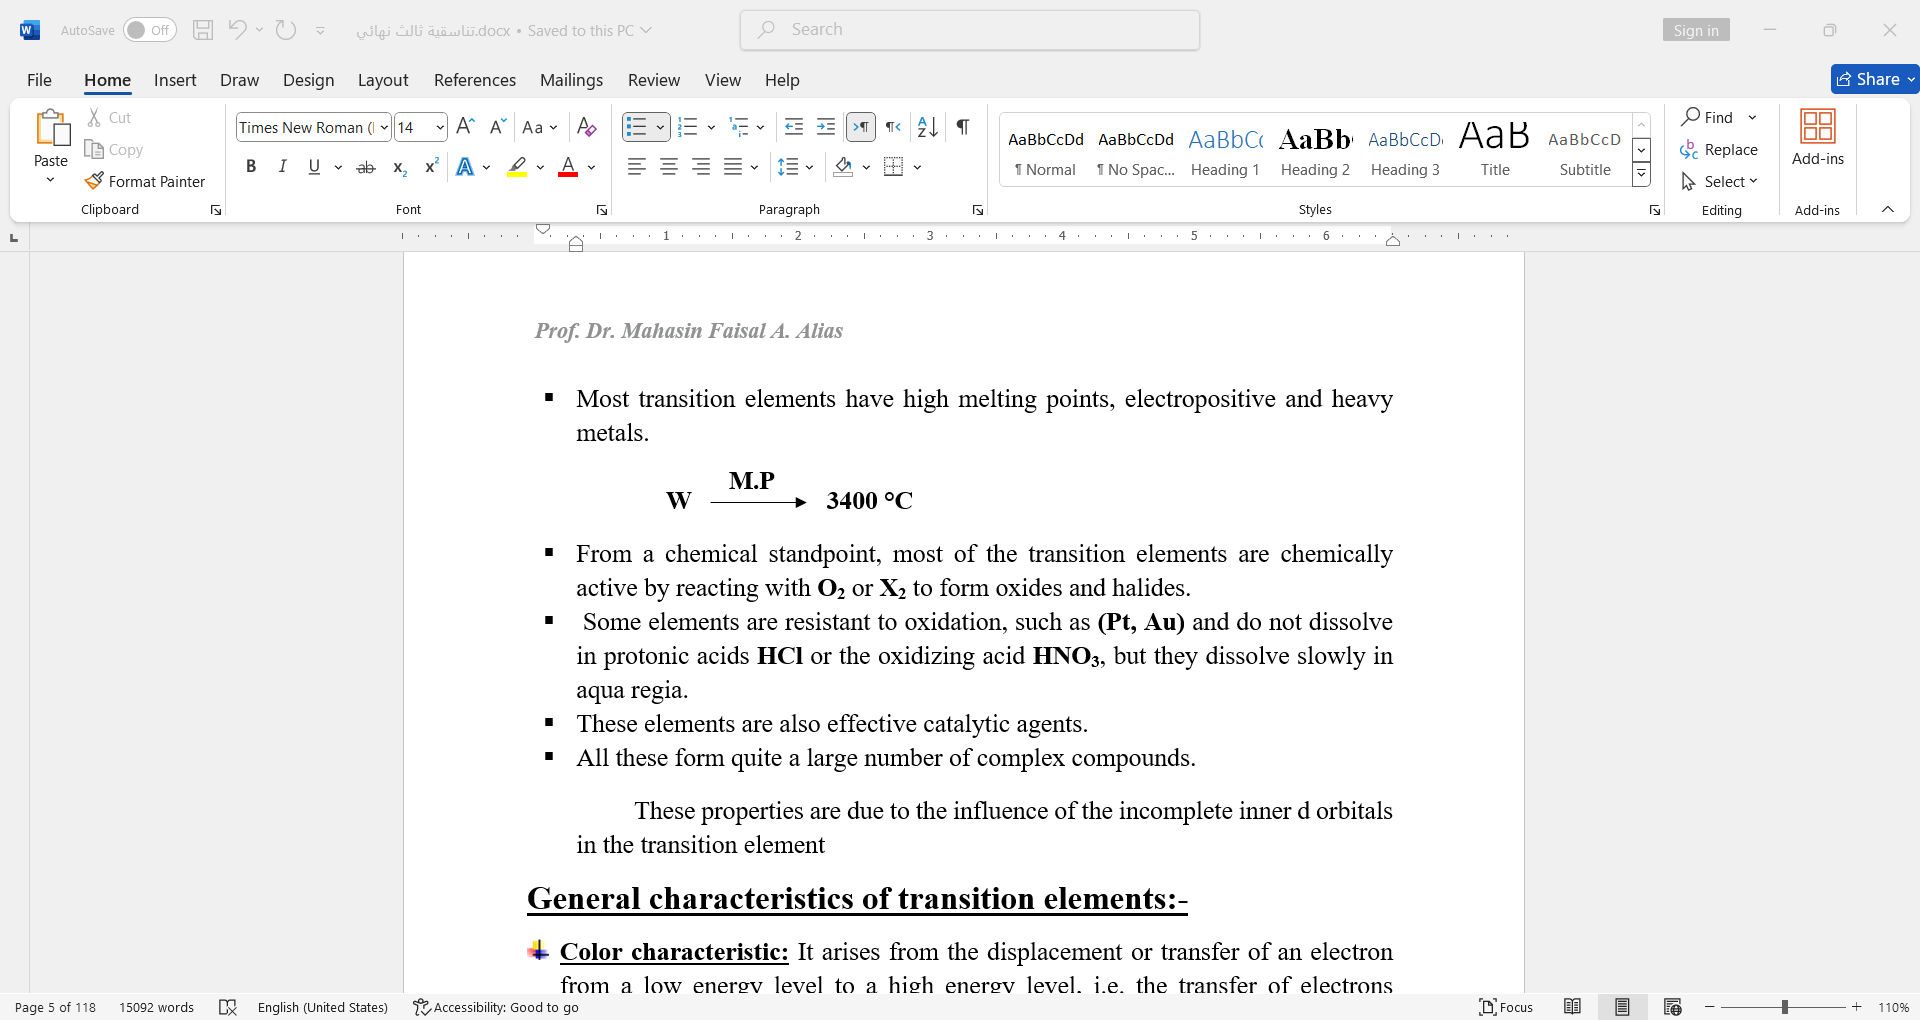 AutoSave Off تناسقية ثالث نهائي.docx • Saved to this PC Search Sign in
File Home Insert Draw Design Layout References Mailings Review View Help Share
Paste
Cut
Copy
Format Painter
Clipboard
Times New Roman ( 14 Aa
B I U ab x₂ x² A A
Font
Paragraph
AaBbCcDd AaBbCcDd AaBbCc AaBb AaBbCcD AaB AaBbCcD
¶ Normal ¶ No Spac... Heading 1 Heading 2 Heading 3 Title Subtitle
Styles
Find
Replace
Select
Editing
Add-ins
Add-ins
1 2 3 4 5 6
Prof. Dr. Mahasin Faisal A. Alias
▪ Most transition elements have high melting points, electropositive and heavy
metals.
M.P
W 3400 °C
▪ From a chemical standpoint, most of the transition elements are chemically
active by reacting with O₂ or X₂ to form oxides and halides.
▪ Some elements are resistant to oxidation, such as (Pt, Au) and do not dissolve
in protonic acids HCl or the oxidizing acid HNO₃, but they dissolve slowly in
aqua regia.
▪ These elements are also effective catalytic agents.
▪ All these form quite a large number of complex compounds.
These properties are due to the influence of the incomplete inner d orbitals
in the transition element
General characteristics of transition elements:-
Color characteristic: It arises from the displacement or transfer of an electron
from a low energy level to a high energy level, i.e. the transfer of electrons
Page 5 of 118 15092 words English (United States) Accessibility: Good to go Focus 110%